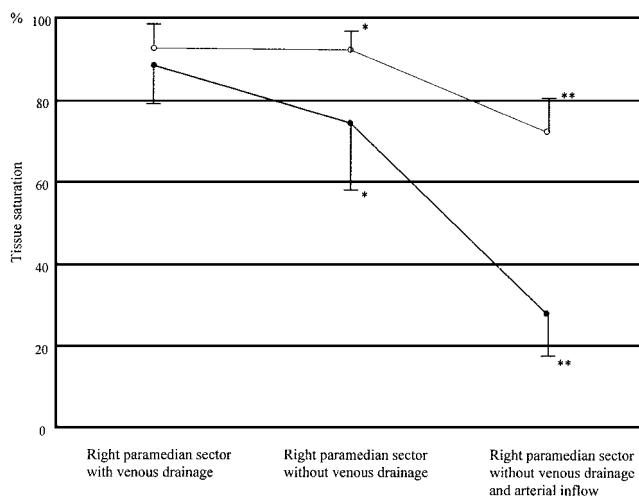 %
100
80
60
40
20
0
Tissue saturation
*
*
**
**
Right paramedian sector
with venous drainage
Right paramedian sector
without venous drainage
Right paramedian sector
without venous drainage
and arterial inflow